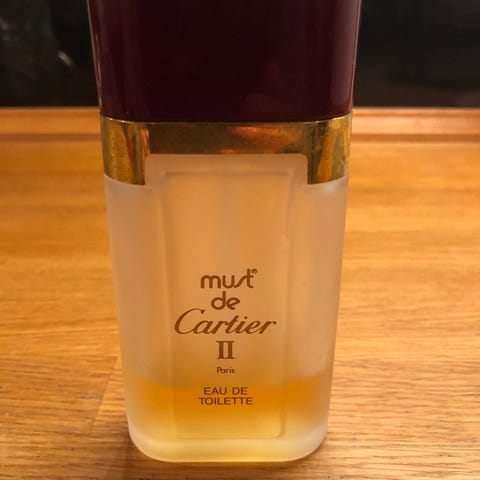 must®
de
Cartier
II
Paris
EAU DE
TOILETTE